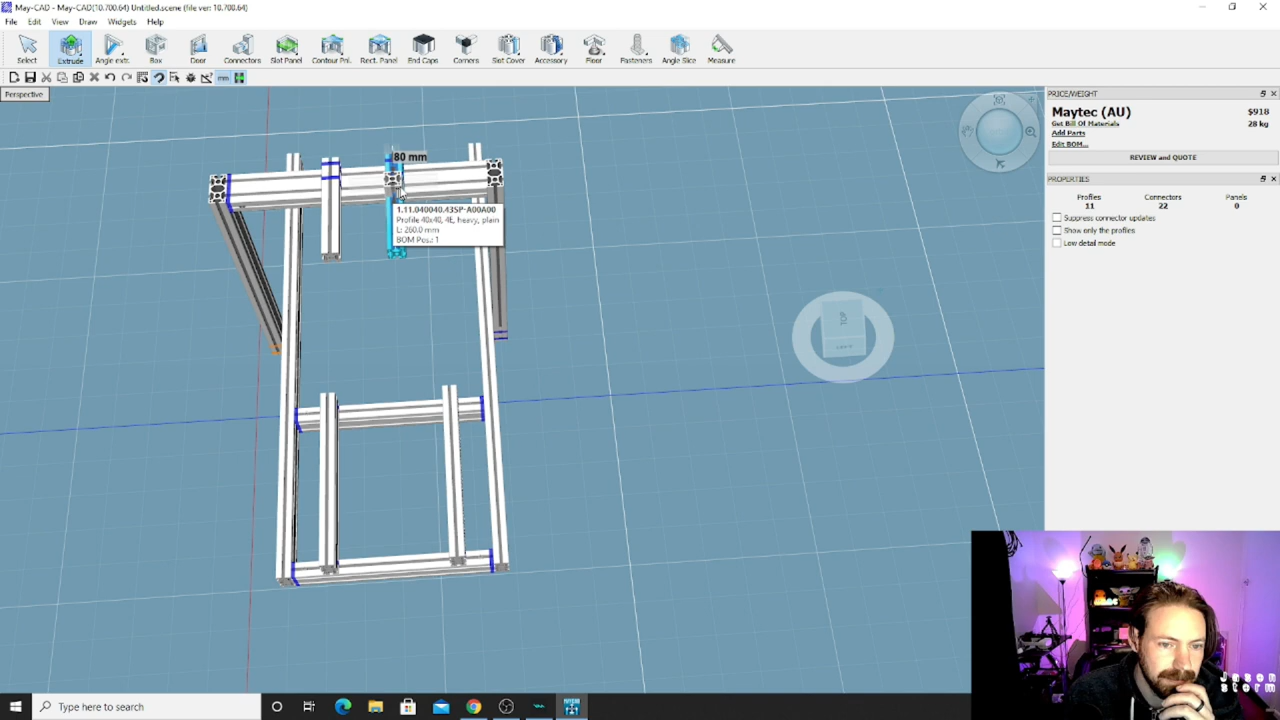 May-CAD - May-CAD(10.700.64) Untitled.scene (file ver: 10.700.64)
File Edit View Draw Widgets Help
Select Extrude Angle extr. Box Door Connectors Slot Panel Contour Pnl. Rect. Panel End Caps Corners Slot Cover Accessory Floor Fasteners Angle Slice Measure
mm
Perspective
80 mm
1.11.040040.43SP-A00A00
Profile 40x40, 4E, heavy, plain
L: 260.0 mm
BOM Pos.: 1
TOP
PRICE/WEIGHT
Maytec (AU) $918
Get Bill Of Materials 28 kg
Add Parts
Edit BOM...
REVIEW and QUOTE
PROPERTIES
Profiles Connectors Panels
11 22 0
Suppress connector updates
Show only the profiles
Low detail mode
Type here to search